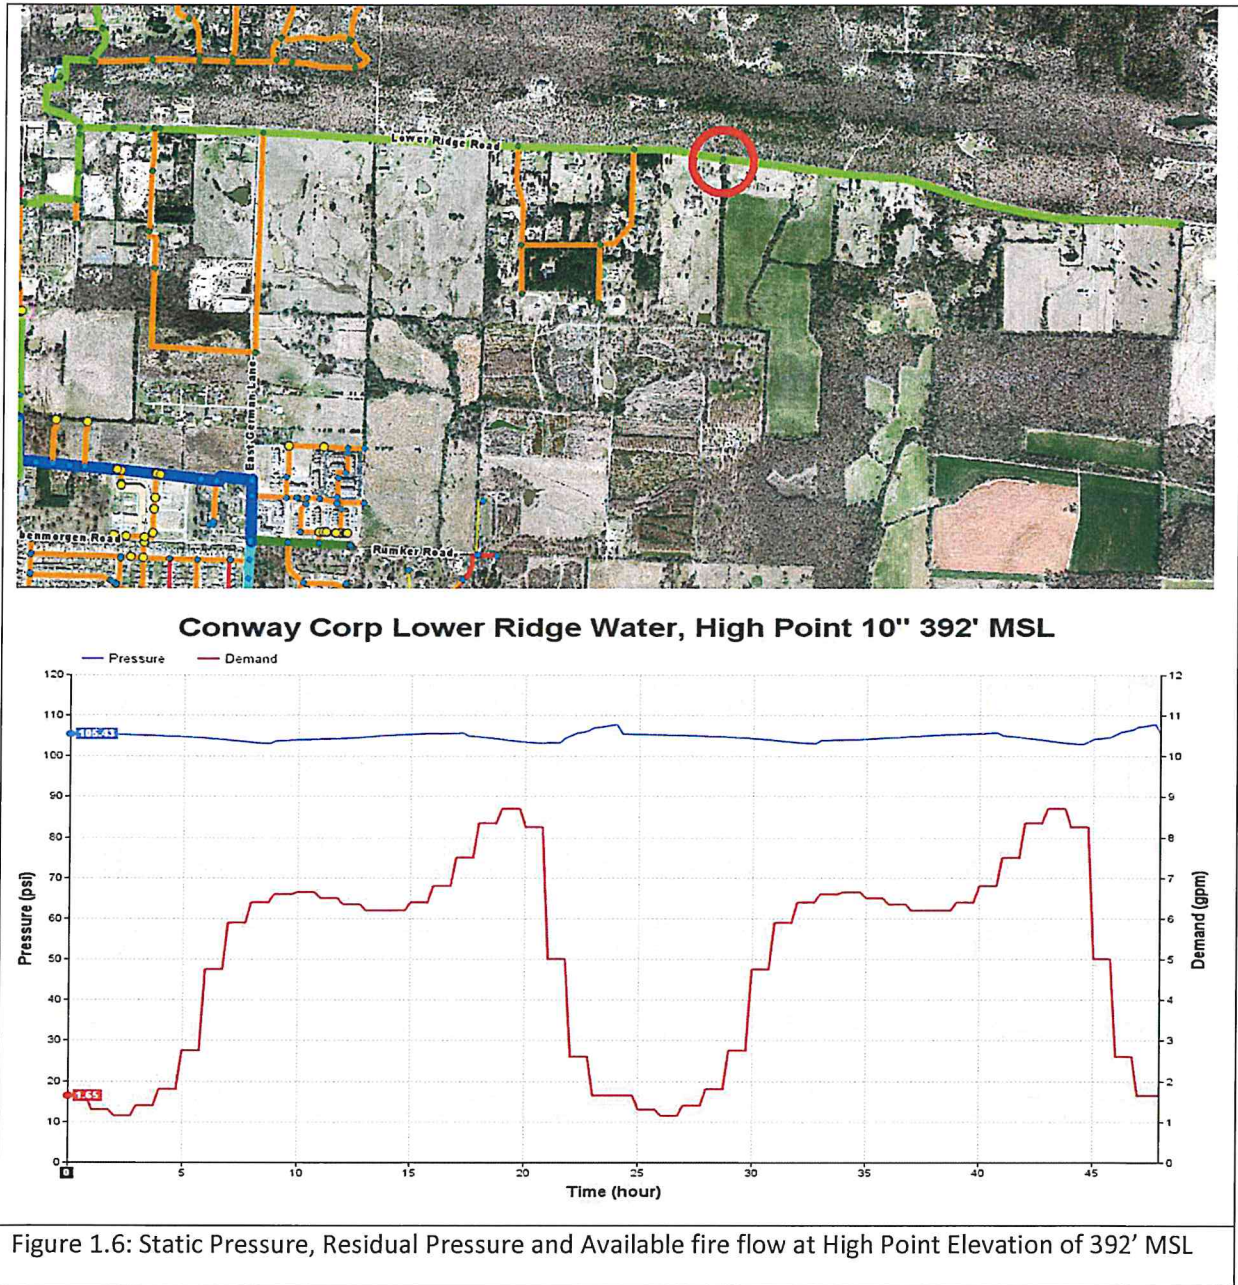 Lower Ridge Road
East German Lane
benmorgen Road
Rumker Road
Conway Corp Lower Ridge Water, High Point 10" 392' MSL
Pressure Demand
120 12
110 11
105.43
100 10
90 9
80 8
70 7
60 6
50 5
40 4
30 3
20 2
1.65
10 1
0 0
Pressure (psi)
Demand (gpm)
0 5 10 15 20 25 30 35 40 45
Time (hour)
Figure 1.6: Static Pressure, Residual Pressure and Available fire flow at High Point Elevation of 392' MSL